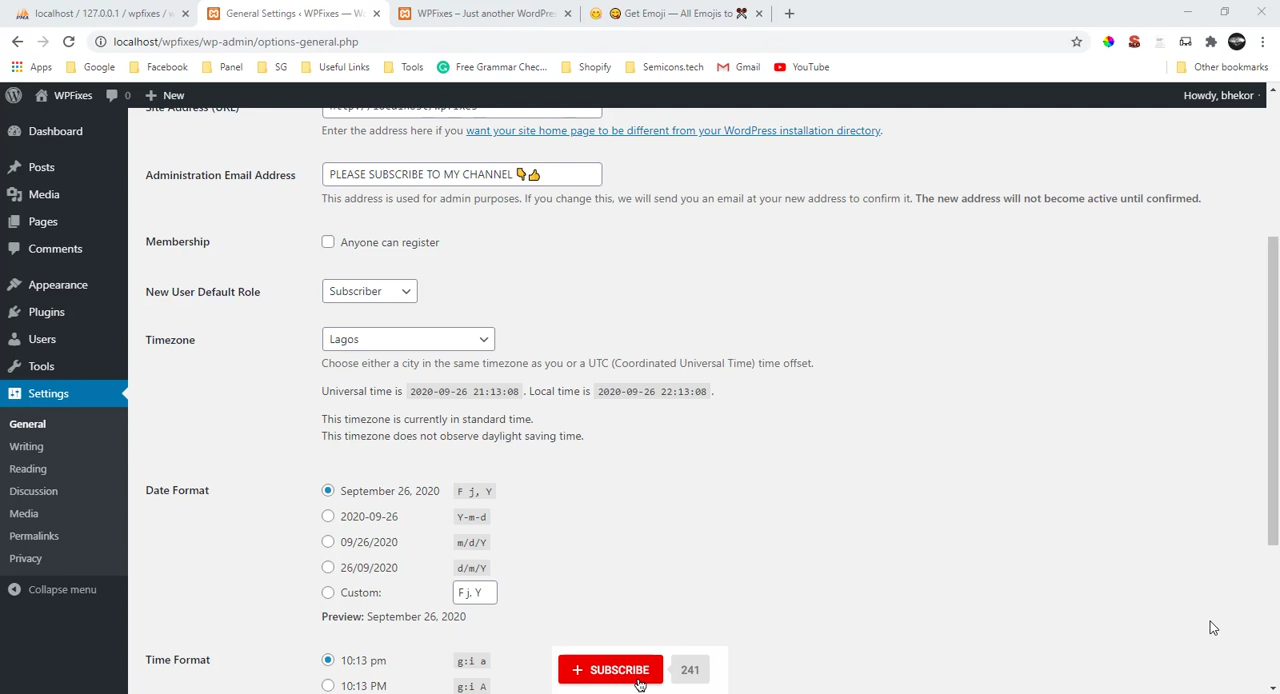 localhost / 127.0.0.1 / wpfixes / w
General Settings ‹ WPFixes — Wo
WPFixes – Just another WordPre
😊 😋 Get Emoji — All Emojis to ✂
localhost/wpfixes/wp-admin/options-general.php
Apps Google Facebook Panel SG Useful Links Tools Free Grammar Chec... Shopify Semicons.tech Gmail YouTube Other bookmarks
WPFixes 0 New Howdy, bhekor
Dashboard
Posts
Media
Pages
Comments
Appearance
Plugins
Users
Tools
Settings
General
Writing
Reading
Discussion
Media
Permalinks
Privacy
Collapse menu
Site Address (URL) http://localhost/wpfixes
Enter the address here if you want your site home page to be different from your WordPress installation directory.
Administration Email Address PLEASE SUBSCRIBE TO MY CHANNEL 👇👍
This address is used for admin purposes. If you change this, we will send you an email at your new address to confirm it. The new address will not become active until confirmed.
Membership Anyone can register
New User Default Role Subscriber
Timezone Lagos
Choose either a city in the same timezone as you or a UTC (Coordinated Universal Time) time offset.
Universal time is 2020-09-26 21:13:08 . Local time is 2020-09-26 22:13:08 .
This timezone is currently in standard time.
This timezone does not observe daylight saving time.
Date Format September 26, 2020 F j, Y
2020-09-26 Y-m-d
09/26/2020 m/d/Y
26/09/2020 d/m/Y
Custom: F j, Y
Preview: September 26, 2020
Time Format 10:13 pm g:i a
10:13 PM g:i A
+ SUBSCRIBE 241